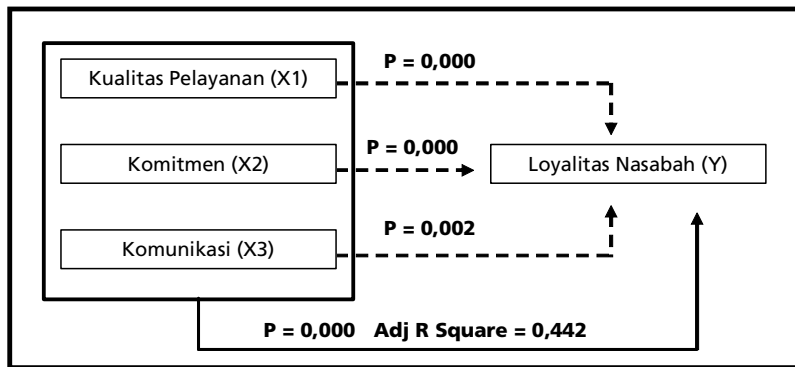 P = 0,000
Kualitas Pelayanan (X1)
P = 0,000
Komitmen (X2)
Loyalitas Nasabah (Y)
P = 0,002
Komunikasi (X3)
P = 0,000 Adj R Square = 0,442